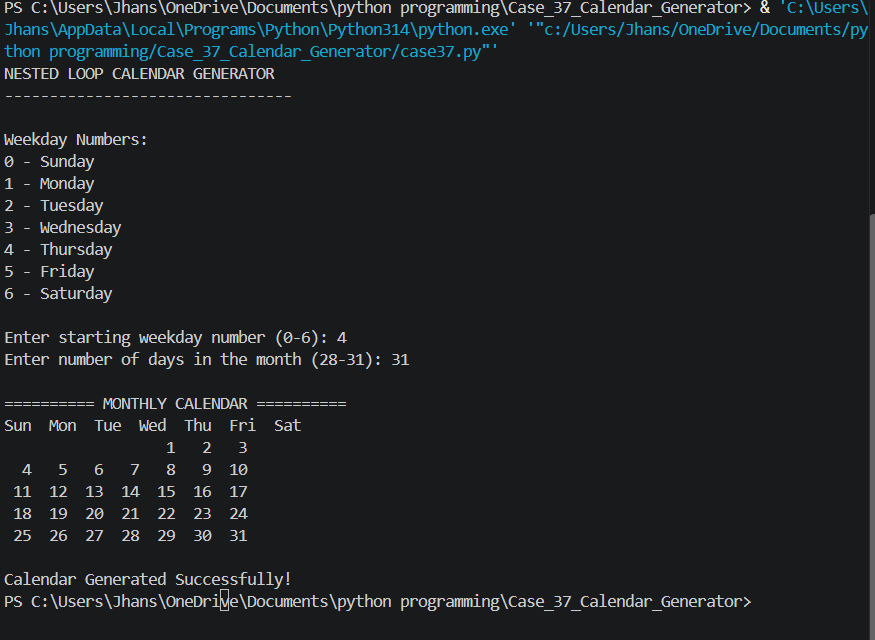 PS C:\Users\Jhans\OneDrive\Documents\python programming\Case_37_Calendar_Generator> & 'C:\Users\
Jhans\AppData\Local\Programs\Python\Python314\python.exe' '"c:/Users/Jhans/OneDrive/Documents/py
thon programming/Case_37_Calendar_Generator/case37.py"'
NESTED LOOP CALENDAR GENERATOR
--------------------------------
Weekday Numbers:
0 - Sunday
1 - Monday
2 - Tuesday
3 - Wednesday
4 - Thursday
5 - Friday
6 - Saturday
Enter starting weekday number (0-6): 4
Enter number of days in the month (28-31): 31
========== MONTHLY CALENDAR ==========
Sun  Mon  Tue  Wed  Thu  Fri  Sat
                  1   2   3
  4   5   6   7   8   9  10
 11  12  13  14  15  16  17
 18  19  20  21  22  23  24
 25  26  27  28  29  30  31
Calendar Generated Successfully!
PS C:\Users\Jhans\OneDrive\Documents\python programming\Case_37_Calendar_Generator>